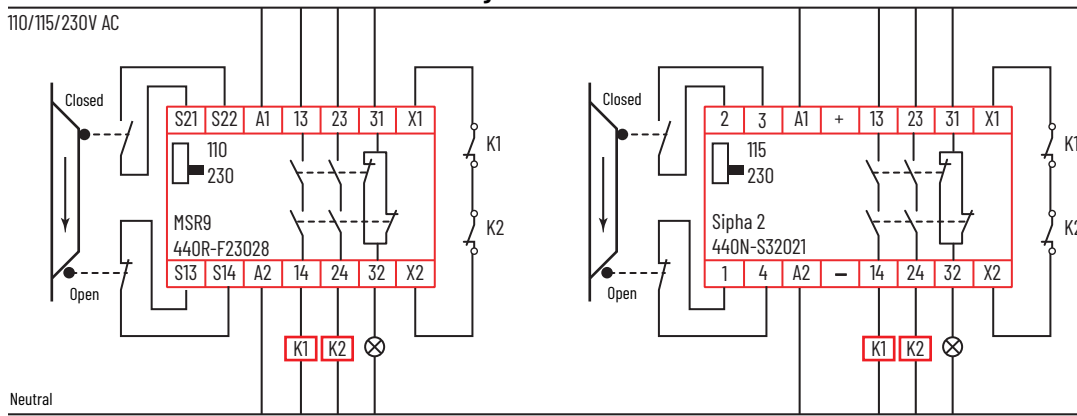 110/115/230V AC
Closed
S21 S22 A1 13 23 31 X1
110
230
MSR9
440R-F23028
S13 S14 A2 14 24 32 X2
Open
K1
K2
K1 K2
Closed
2 3 A1 + 13 23 31 X1
115
230
Sipha 2
440N-S32021
1 4 A2 – 14 24 32 X2
Open
K1
K2
K1 K2
Neutral